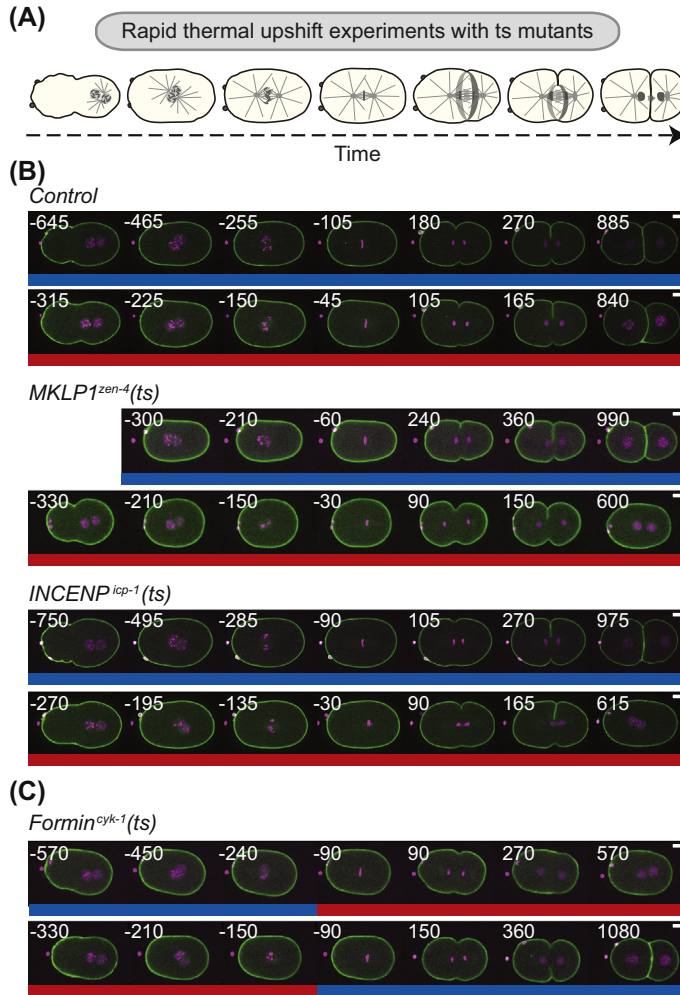 (A)
Rapid thermal upshift experiments with ts mutants
Time
(B)
Control
-645 -465 -255 -105 180 270 885
-315 -225 -150 -45 105 165 840
MKLP1zen-4(ts)
-300 -210 -60 240 360 990
-330 -210 -150 -30 90 150 600
INCENP icp-1(ts)
-750 -495 -285 -90 105 270 975
-270 -195 -135 -30 90 165 615
(C)
Formincyk-1(ts)
-570 -450 -240 -90 90 270 570
-330 -210 -150 -90 150 360 1080